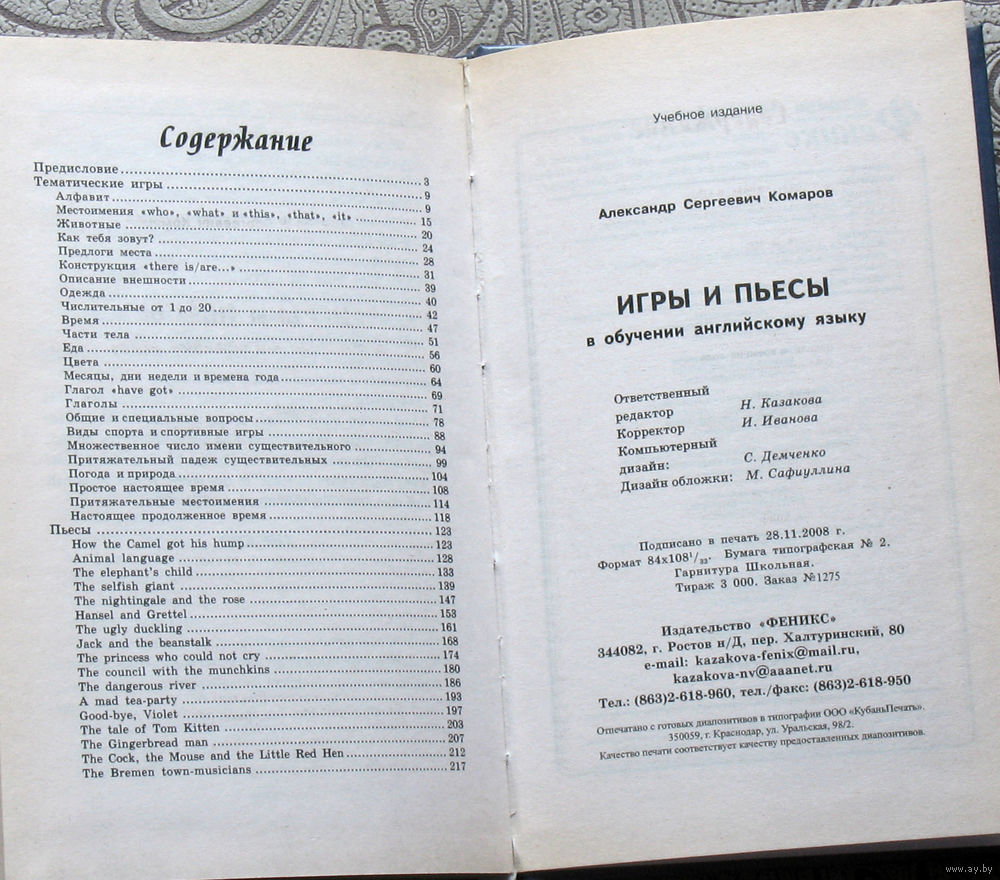 Содержание
Предисловие 3
Тематические игры 9
Алфавит 9
Местоимения «who», «what» и «this», «that», «it» 15
Животные 20
Как тебя зовут? 24
Предлоги места 28
Конструкция «there is/are...» 31
Описание внешности 39
Одежда 40
Числительные от 1 до 20 42
Время 47
Части тела 51
Еда 56
Цвета 60
Месяцы, дни недели и времена года 64
Глагол «have got» 69
Глаголы 71
Общие и специальные вопросы 78
Виды спорта и спортивные игры 88
Множественное число имени существительного 94
Притяжательный падеж существительных 99
Погода и природа 104
Простое настоящее время 108
Притяжательные местоимения 114
Настоящее продолженное время 118
Пьесы 123
How the Camel got his hump 123
Animal language 128
The elephant's child 133
The selfish giant 139
The nightingale and the rose 147
Hansel and Grettel 153
The ugly duckling 161
Jack and the beanstalk 168
The princess who could not cry 174
The council with the munchkins 180
The dangerous river 186
A mad tea-party 193
Good-bye, Violet 197
The tale of Tom Kitten 203
The Gingerbread man 207
The Cock, the Mouse and the Little Red Hen 212
The Bremen town-musicians 217
Учебное издание
Александр Сергеевич Комаров
ИГРЫ И ПЬЕСЫ
в обучении английскому языку
Ответственный
редактор Н. Казакова
Корректор И. Иванова
Компьютерный
дизайн: С. Демченко
Дизайн обложки: М. Сафиуллина
Подписано в печать 28.11.2008 г.
Формат 84х108 1/33. Бумага типографская № 2.
Гарнитура Школьная.
Тираж 3 000. Заказ №1275
Издательство «ФЕНИКС»
344082, г. Ростов н/Д, пер. Халтуринский, 80
e-mail: kazakova-fenix@mail.ru,
kazakova-nv@aaanet.ru
Тел.: (863)2-618-960, тел./факс: (863)2-618-950
Отпечатано с готовых диапозитивов в типографии ООО «КубаньПечать».
350059, г. Краснодар, ул. Уральская, 98/2.
Качество печати соответствует качеству предоставленных диапозитивов.
www.ay.by